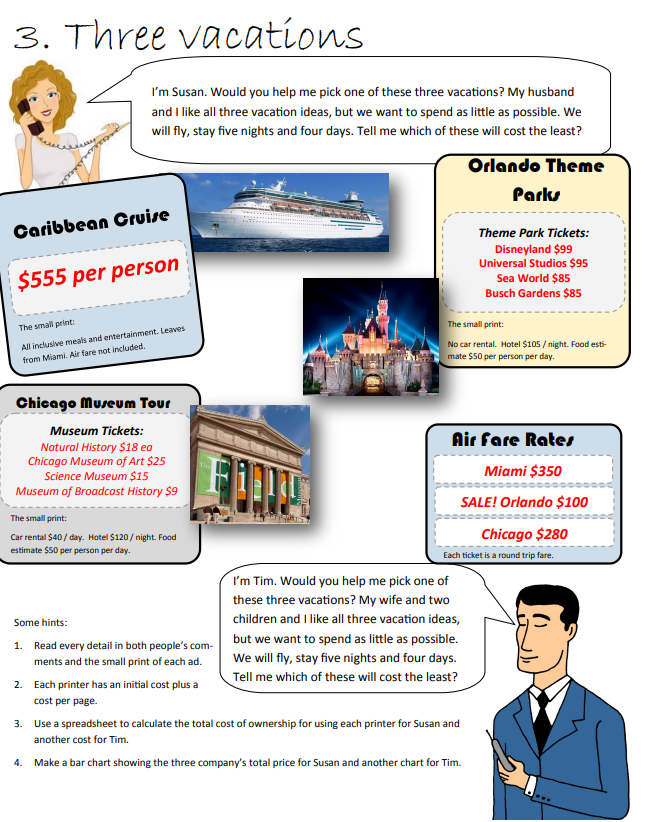 3. Three vacations
I'm Susan. Would you help me pick one of these three vacations? My husband
and I like all three vacation ideas, but we want to spend as little as possible. We
will fly, stay five nights and four days. Tell me which of these will cost the least?
Caribbean Cruise
$555 per person
The small print:
All inclusive meals and entertainment. Leaves
from Miami. Air fare not included.
Orlando Theme
Parks
Theme Park Tickets:
Disneyland $99
Universal Studios $95
Sea World $85
Busch Gardens $85
The small print:
No car rental. Hotel $105 / night. Food esti-
mate $50 per person per day.
Chicago Museum Tour
Museum Tickets:
Natural History $18 ea
Chicago Museum of Art $25
Science Museum $15
Museum of Broadcast History $9
The small print:
Car rental $40 / day. Hotel $120 / night. Food
estimate $50 per person per day.
The Field Museum
Air Fare Rates
Miami $350
SALE! Orlando $100
Chicago $280
Each ticket is a round trip fare.
I'm Tim. Would you help me pick one of
these three vacations? My wife and two
children and I like all three vacation ideas,
but we want to spend as little as possible.
We will fly, stay five nights and four days.
Tell me which of these will cost the least?
Some hints:
1. Read every detail in both people's com-
ments and the small print of each ad.
2. Each printer has an initial cost plus a
cost per page.
3. Use a spreadsheet to calculate the total cost of ownership for using each printer for Susan and
another cost for Tim.
4. Make a bar chart showing the three company's total price for Susan and another chart for Tim.